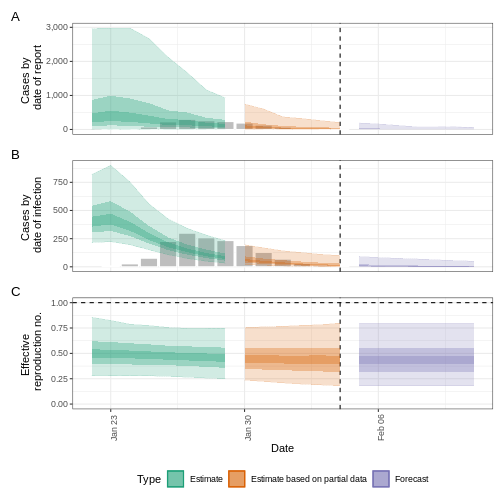 A
Cases by
date of report
3,000
2,000
1,000
0
B
Cases by
date of infection
750
500
250
0
C
Effective
reproduction no.
1.00
0.75
0.50
0.25
0.00
Jan 23
Jan 30
Feb 06
Date
Type
Estimate
Estimate based on partial data
Forecast